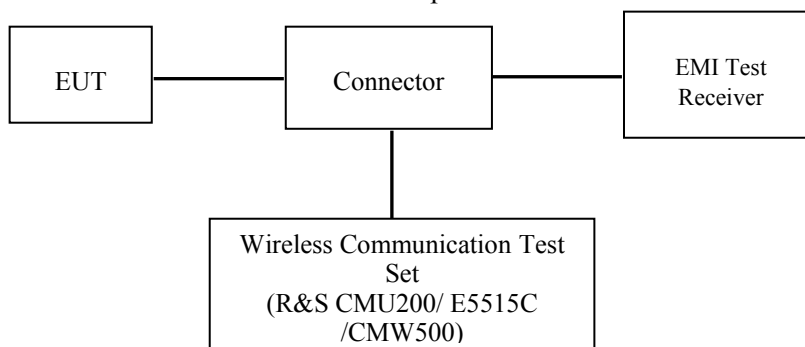 EUT
Connector
EMI Test
Receiver
Wireless Communication Test
Set
(R&S CMU200/ E5515C
/CMW500)